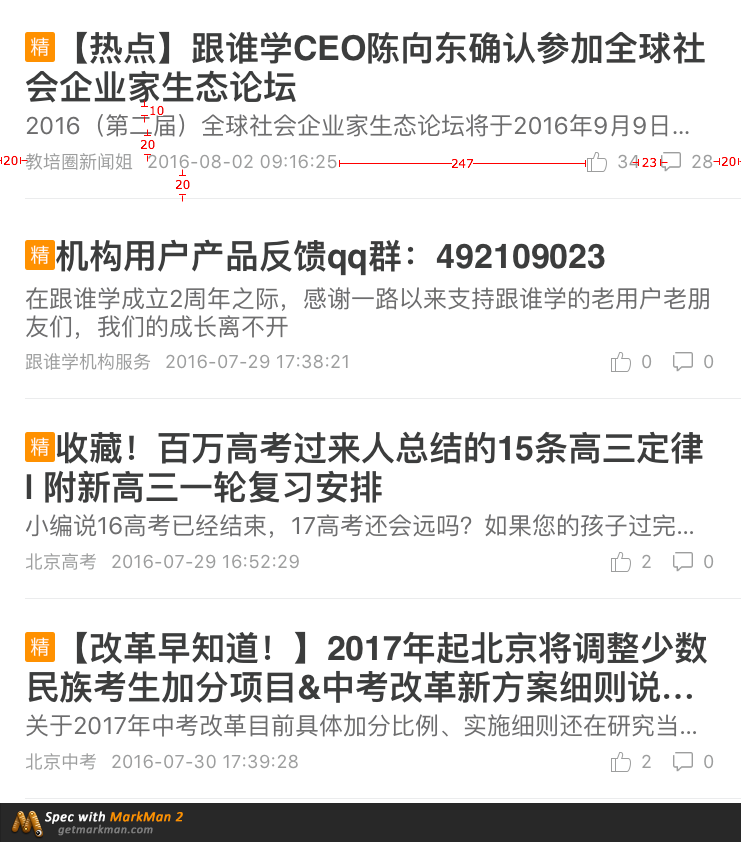 精【热点】跟谁学CEO陈向东确认参加全球社
会企业家生态论坛
10
2016（第二届）全球社会企业家生态论坛将于2016年9月9日...
20
20 教培圈新闻姐 2016-08-02 09:16:25 247 34 23 28 20
20
精机构用户产品反馈qq群：492109023
在跟谁学成立2周年之际，感谢一路以来支持跟谁学的老用户老朋
友们，我们的成长离不开
跟谁学机构服务 2016-07-29 17:38:21 0 0
精收藏！百万高考过来人总结的15条高三定律
l 附新高三一轮复习安排
小编说16高考已经结束，17高考还会远吗？如果您的孩子过完...
北京高考 2016-07-29 16:52:29 2 0
精【改革早知道！】2017年起北京将调整少数
民族考生加分项目&中考改革新方案细则说...
关于2017年中考改革目前具体加分比例、实施细则还在研究当...
北京中考 2016-07-30 17:39:28 2 0
Spec with MarkMan 2
getmarkman.com